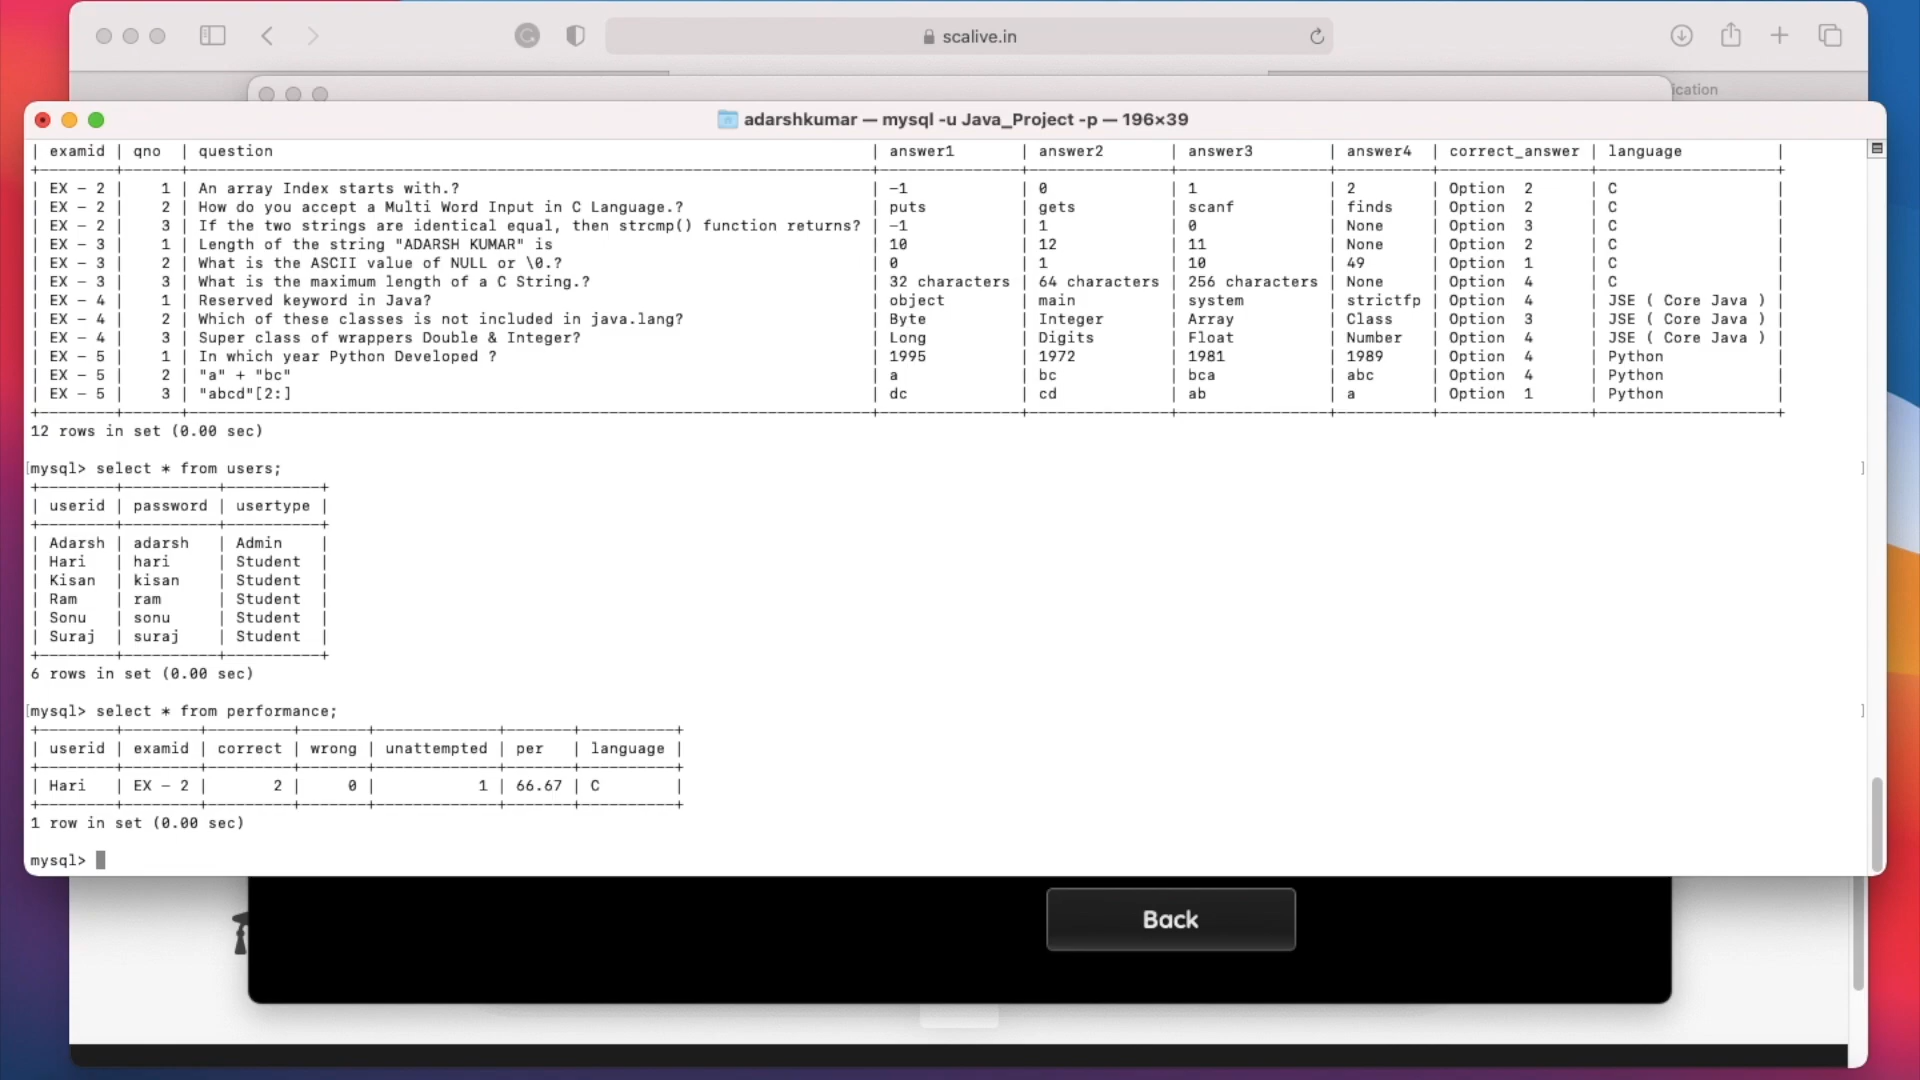 scalive.in
ication
adarshkumar — mysql -u Java_Project -p — 196×39
| examid | qno | question | answer1 | answer2 | answer3 | answer4 | correct_answer | language |
| EX - 2 | 1 | An array Index starts with.? | -1 | 0 | 1 | 2 | Option 2 | C |
| EX - 2 | 2 | How do you accept a Multi Word Input in C Language.? | puts | gets | scanf | finds | Option 2 | C |
| EX - 2 | 3 | If the two strings are identical equal, then strcmp() function returns? | -1 | 1 | 0 | None | Option 3 | C |
| EX - 3 | 1 | Length of the string "ADARSH KUMAR" is | 10 | 12 | 11 | None | Option 2 | C |
| EX - 3 | 2 | What is the ASCII value of NULL or \0.? | 0 | 1 | 10 | 49 | Option 1 | C |
| EX - 3 | 3 | What is the maximum length of a C String.? | 32 characters | 64 characters | 256 characters | None | Option 4 | C |
| EX - 4 | 1 | Reserved keyword in Java? | object | main | system | strictfp | Option 4 | JSE ( Core Java ) |
| EX - 4 | 2 | Which of these classes is not included in java.lang? | Byte | Integer | Array | Class | Option 3 | JSE ( Core Java ) |
| EX - 4 | 3 | Super class of wrappers Double & Integer? | Long | Digits | Float | Number | Option 4 | JSE ( Core Java ) |
| EX - 5 | 1 | In which year Python Developed ? | 1995 | 1972 | 1981 | 1989 | Option 4 | Python |
| EX - 5 | 2 | "a" + "bc" | a | bc | bca | abc | Option 4 | Python |
| EX - 5 | 3 | "abcd"[2:] | dc | cd | ab | a | Option 1 | Python |
12 rows in set (0.00 sec)
[mysql> select * from users; ]
| userid | password | usertype |
| Adarsh | adarsh | Admin |
| Hari | hari | Student |
| Kisan | kisan | Student |
| Ram | ram | Student |
| Sonu | sonu | Student |
| Suraj | suraj | Student |
6 rows in set (0.00 sec)
[mysql> select * from performance; ]
| userid | examid | correct | wrong | unattempted | per | language |
| Hari | EX - 2 | 2 | 0 | 1 | 66.67 | C |
1 row in set (0.00 sec)
mysql>
Back